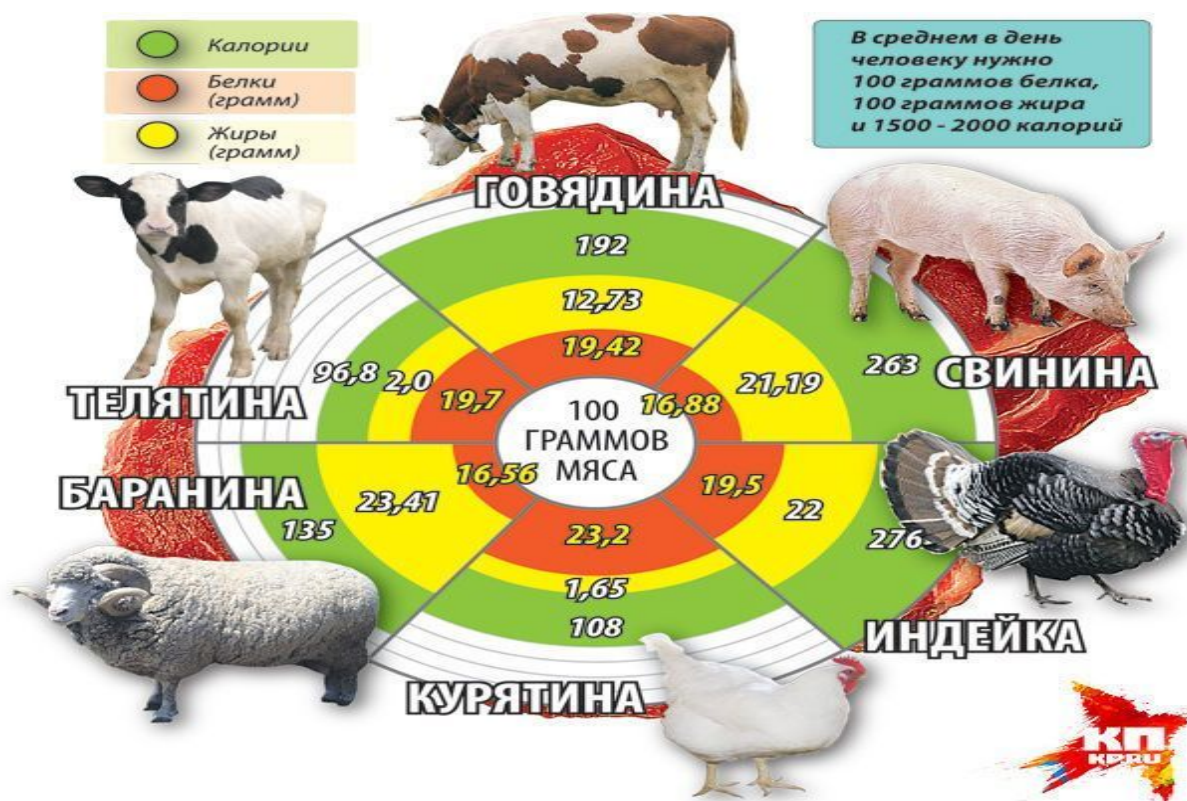 Калории
Белки
(грамм)
Жиры
(грамм)
В среднем в день
человеку нужно
100 граммов белка,
100 граммов жира
и 1500 - 2000 калорий
ГОВЯДИНА
192
12,73
19,42
СВИНИНА
263
21,19
16,88
ТЕЛЯТИНА
96,8
2,0
19,7
100
ГРАММОВ
МЯСА
БАРАНИНА
135
23,41
16,56
23,2
1,65
108
КУРЯТИНА
19,5
22
276
ИНДЕЙКА
КП
KP.RU